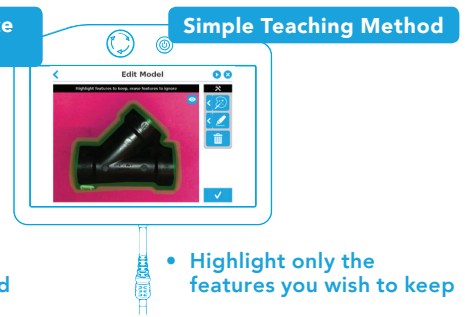 te
Simple Teaching Method
Edit Model
Highlight features to keep, erase features to ignore
d
• Highlight only the
features you wish to keep